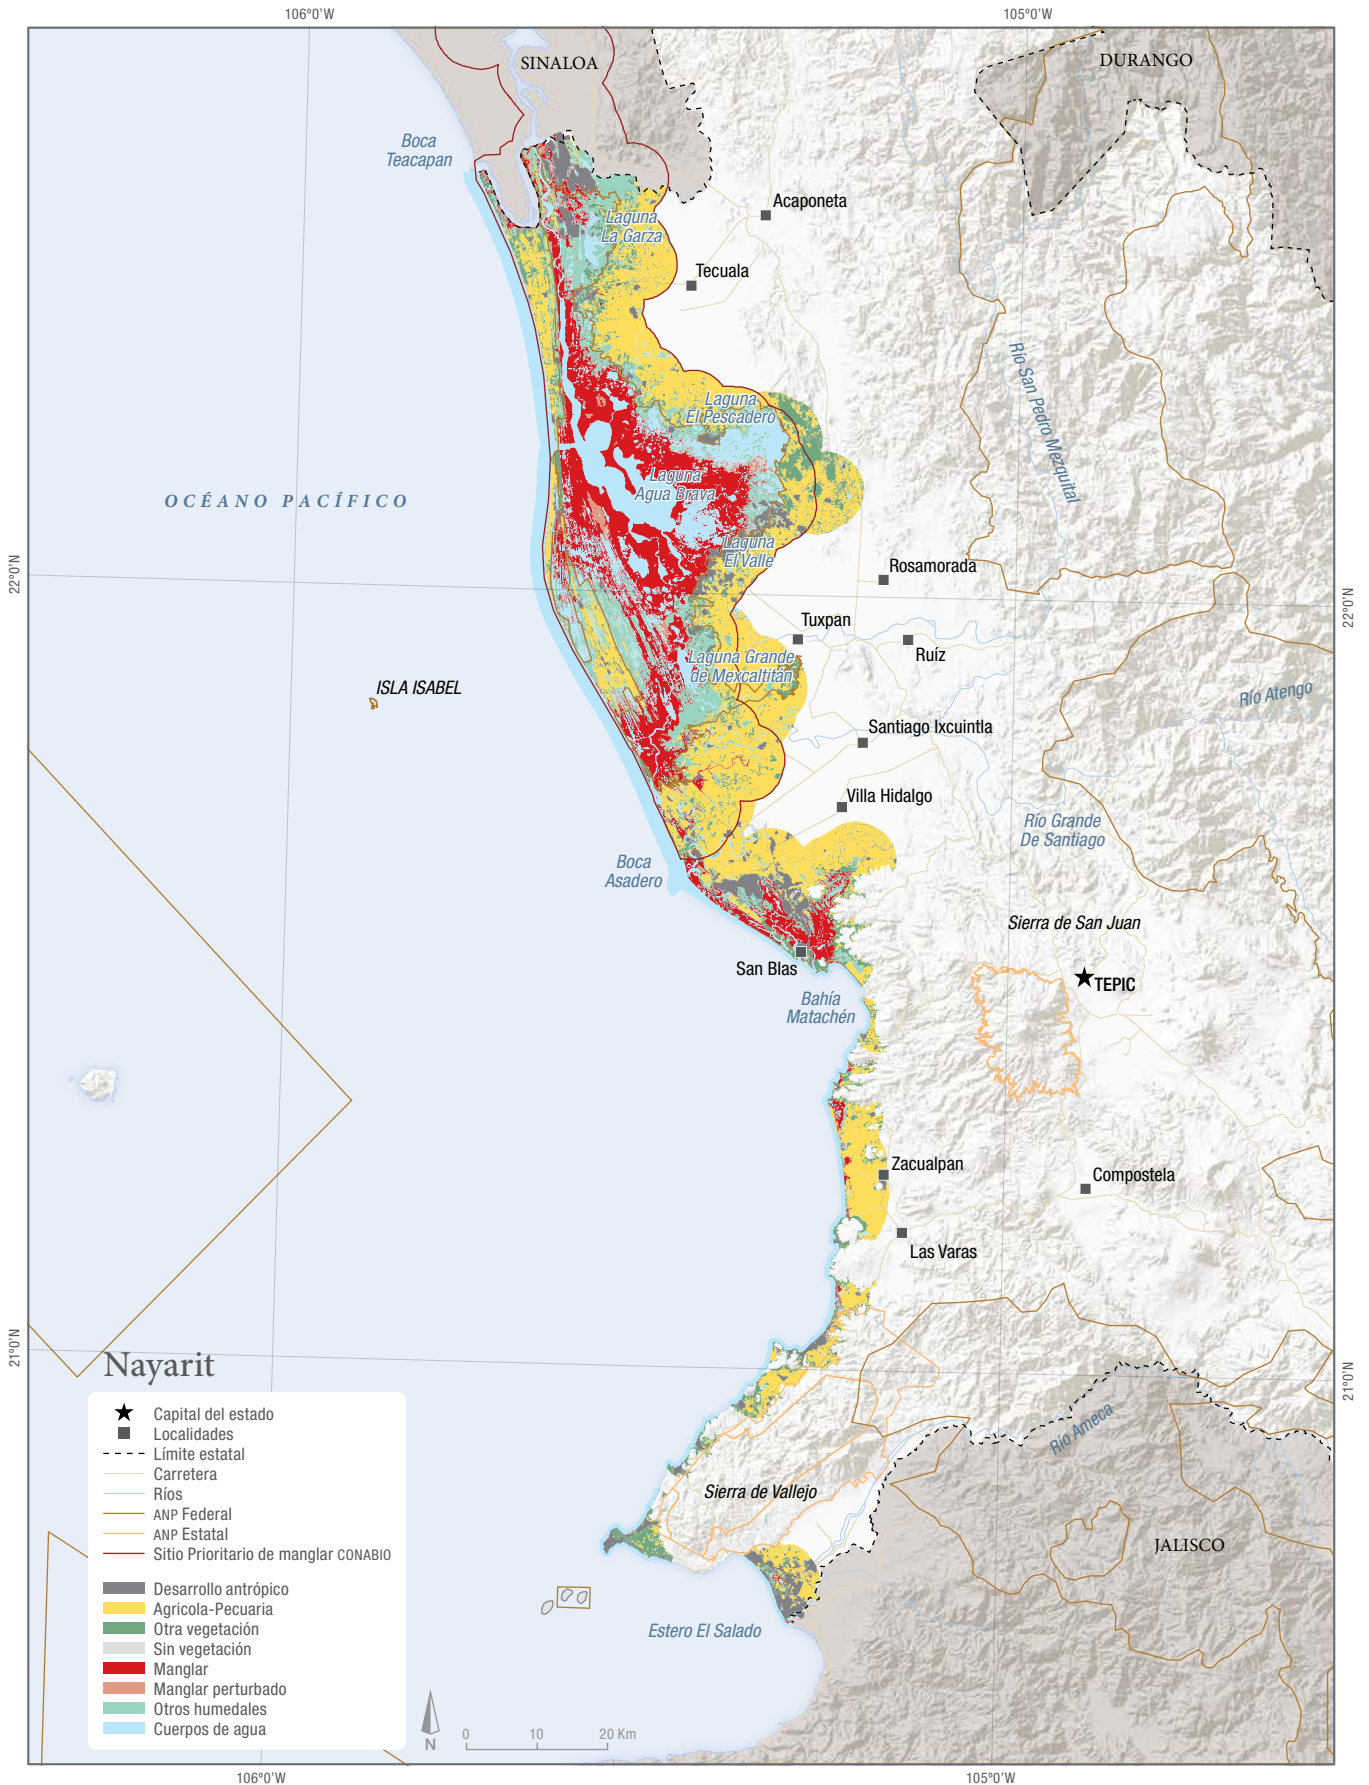 106°0'W
105°0'W
SINALOA
DURANGO
Boca
Teacapan
Acaponeta
Laguna
La Garza
Tecuala
Río San Pedro Mezquital
Laguna
El Pescadero
Laguna
Agua Brava
OCÉANO PACÍFICO
Laguna
El Valle
22°0'N
22°0'N
Rosamorada
Tuxpan
Ruíz
Laguna Grande
de Mexcaltitán
ISLA ISABEL
Río Atengo
Santiago Ixcuintla
Villa Hidalgo
Río Grande
De Santiago
Boca
Asadero
Sierra de San Juan
San Blas
TEPIC
Bahía
Matachén
Zacualpan
Compostela
Las Varas
21°0'N
21°0'N
Nayarit
Capital del estado
Localidades
Límite estatal
Carretera
Ríos
ANP Federal
ANP Estatal
Sitio Prioritario de manglar CONABIO
Desarrollo antrópico
Agricola-Pecuaria
Otra vegetación
Sin vegetación
Manglar
Manglar perturbado
Otros humedales
Cuerpos de agua
Río Ameca
Sierra de Vallejo
JALISCO
Estero El Salado
N
0 10 20 Km
106°0'W
105°0'W